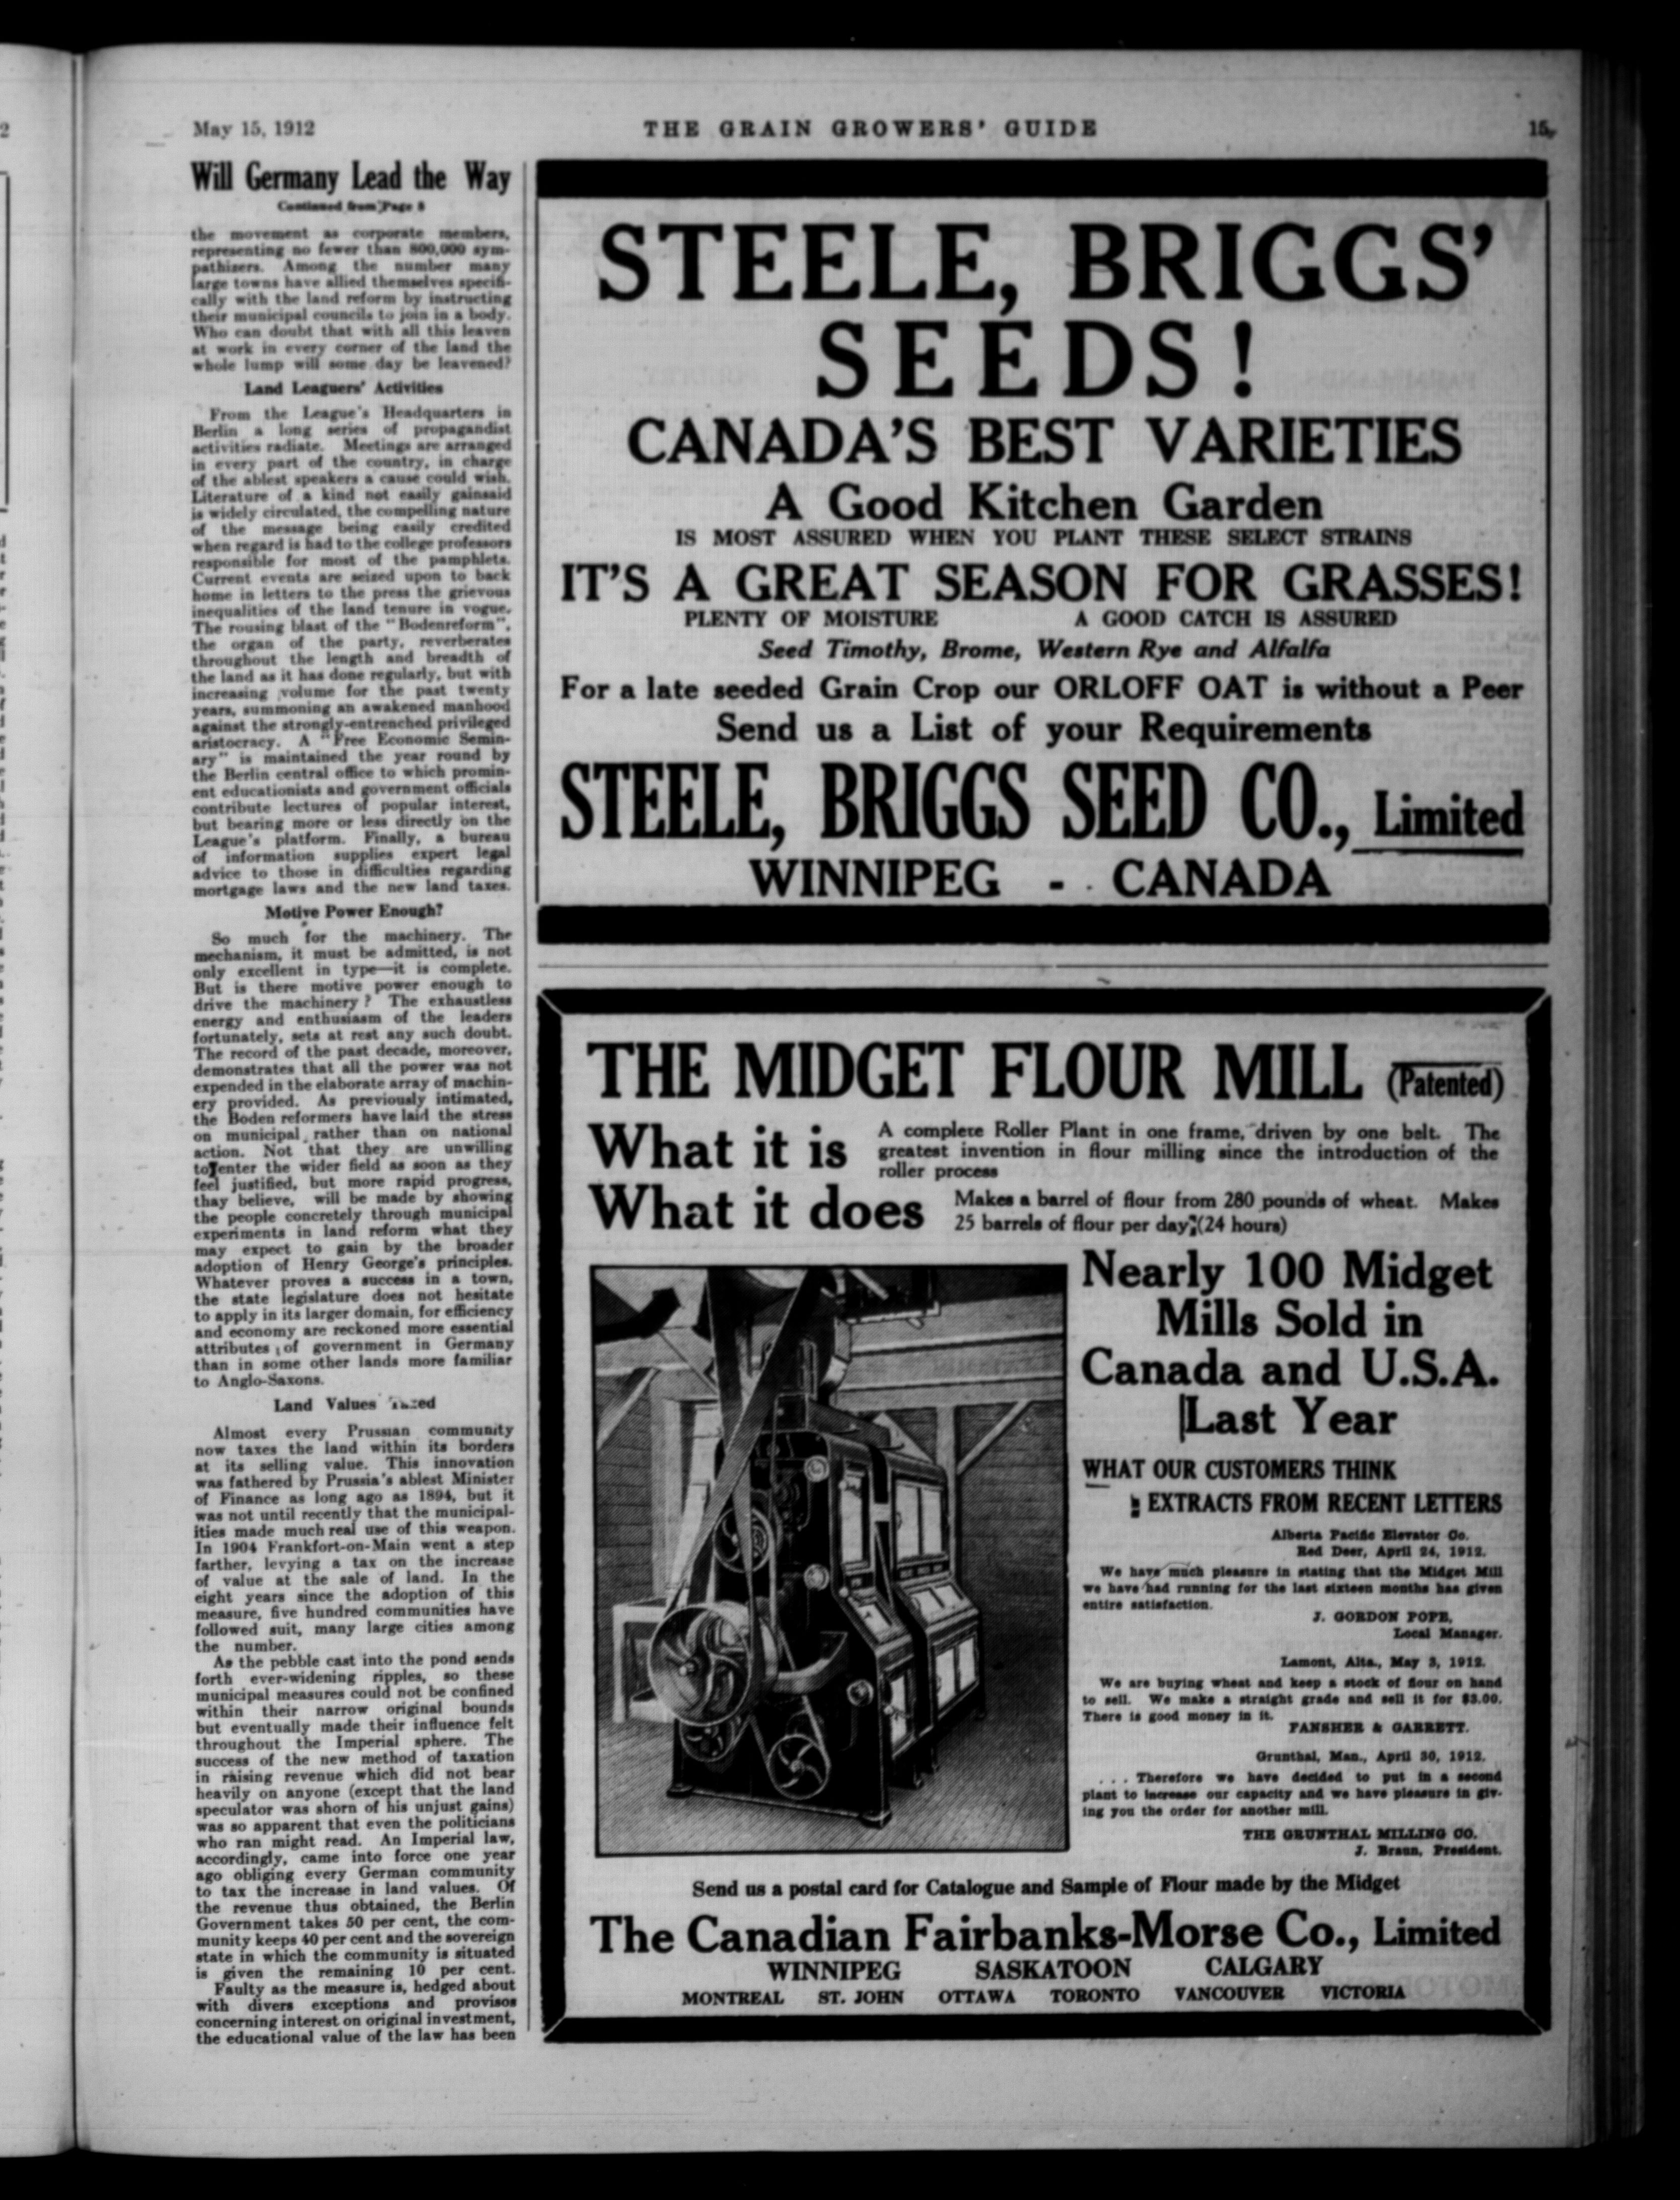 May 15, 1912
THE GRAIN GROWERS' GUIDE
15
Will Germany Lead the Way
Continued from Page 8
the movement as corporate members,
representing no fewer than 800,000 sym-
pathizers. Among the number many
large towns have allied themselves specifi-
cally with the land reform by instructing
their municipal councils to join in a body.
Who can doubt that with all this leaven
at work in every corner of the land the
whole lump will some day be leavened?
Land Leaguers' Activities
From the League's Headquarters in
Berlin a long series of propagandist
activities radiate. Meetings are arranged
in every part of the country, in charge
of the ablest speakers a cause could wish.
Literature of a kind not easily gainsaid
is widely circulated, the compelling nature
of the message being easily credited
when regard is had to the college professors
responsible for most of the pamphlets.
Current events are seized upon to back
home in letters to the press the grievous
inequalities of the land tenure in vogue.
The rousing blast of the "Bodenreform",
the organ of the party, reverberates
throughout the length and breadth of
the land as it has done regularly, but with
increasing volume for the past twenty
years, summoning an awakened manhood
against the strongly-entrenched privileged
aristocracy. A "Free Economic Semin-
ary" is maintained the year round by
the Berlin central office to which promin-
ent educationists and government officials
contribute lectures of popular interest,
but bearing more or less directly on the
League's platform. Finally, a bureau
of information supplies expert legal
advice to those in difficulties regarding
mortgage laws and the new land taxes.
Motive Power Enough?
So much for the machinery. The
mechanism, it must be admitted, is not
only excellent in type—it is complete.
But is there motive power enough to
drive the machinery? The exhaustless
energy and enthusiasm of the leaders
fortunately, sets at rest any such doubt.
The record of the past decade, moreover,
demonstrates that all the power was not
expended in the elaborate array of machin-
ery provided. As previously intimated,
the Boden reformers have laid the stress
on municipal rather than on national
action. Not that they are unwilling
to enter the wider field as soon as they
feel justified, but more rapid progress,
thay believe, will be made by showing
the people concretely through municipal
experiments in land reform what they
may expect to gain by the broader
adoption of Henry George's principles.
Whatever proves a success in a town,
the state legislature does not hesitate
to apply in its larger domain, for efficiency
and economy are reckoned more essential
attributes of government in Germany
than in some other lands more familiar
to Anglo-Saxons.
Land Values Taxed
Almost every Prussian community
now taxes the land within its borders
at its selling value. This innovation
was fathered by Prussia's ablest Minister
of Finance as long ago as 1894, but it
was not until recently that the municipal-
ities made much real use of this weapon.
In 1904 Frankfort-on-Main went a step
farther, levying a tax on the increase
of value at the sale of land. In the
eight years since the adoption of this
measure, five hundred communities have
followed suit, many large cities among
the number.
As the pebble cast into the pond sends
forth ever-widening ripples, so these
municipal measures could not be confined
within their narrow original bounds
but eventually made their influence felt
throughout the Imperial sphere. The
success of the new method of taxation
in raising revenue which did not bear
heavily on anyone (except that the land
speculator was shorn of his unjust gains)
was so apparent that even the politicians
who ran might read. An Imperial law,
accordingly, came into force one year
ago obliging every German community
to tax the increase in land values. Of
the revenue thus obtained, the Berlin
Government takes 50 per cent, the com-
munity keeps 40 per cent and the sovereign
state in which the community is situated
is given the remaining 10 per cent.
Faulty as the measure is, hedged about
with divers exceptions and provisos
concerning interest on original investment,
the educational value of the law has been
STEELE, BRIGGS'
SEEDS!
CANADA'S BEST VARIETIES
A Good Kitchen Garden
IS MOST ASSURED WHEN YOU PLANT THESE SELECT STRAINS
IT'S A GREAT SEASON FOR GRASSES!
PLENTY OF MOISTURE A GOOD CATCH IS ASSURED
Seed Timothy, Brome, Western Rye and Alfalfa
For a late seeded Grain Crop our ORLOFF OAT is without a Peer
Send us a List of your Requirements
STEELE, BRIGGS SEED CO., Limited
WINNIPEG - CANADA
THE MIDGET FLOUR MILL (Patented)
What it is A complete Roller Plant in one frame, driven by one belt. The
greatest invention in flour milling since the introduction of the
roller process
What it does Makes a barrel of flour from 280 pounds of wheat. Makes
25 barrels of flour per day (24 hours)
Nearly 100 Midget
Mills Sold in
Canada and U.S.A.
Last Year
WHAT OUR CUSTOMERS THINK
EXTRACTS FROM RECENT LETTERS
Alberta Pacific Elevator Co.
Red Deer, April 24, 1912.
We have much pleasure in stating that the Midget Mill
we have had running for the last sixteen months has given
entire satisfaction.
J. GORDON POPE,
Local Manager.
Lamont, Alta., May 3, 1912.
We are buying wheat and keep a stock of flour on hand
to sell. We make a straight grade and sell it for $3.00.
There is good money in it.
FANSHER & GARRETT.
Grunthal, Man., April 30, 1912.
. . . Therefore we have decided to put in a second
plant to increase our capacity and we have pleasure in giv-
ing you the order for another mill.
THE GRUNTHAL MILLING CO.
J. Braun, President.
Send us a postal card for Catalogue and Sample of Flour made by the Midget
The Canadian Fairbanks-Morse Co., Limited
WINNIPEG SASKATOON CALGARY
MONTREAL ST. JOHN OTTAWA TORONTO VANCOUVER VICTORIA